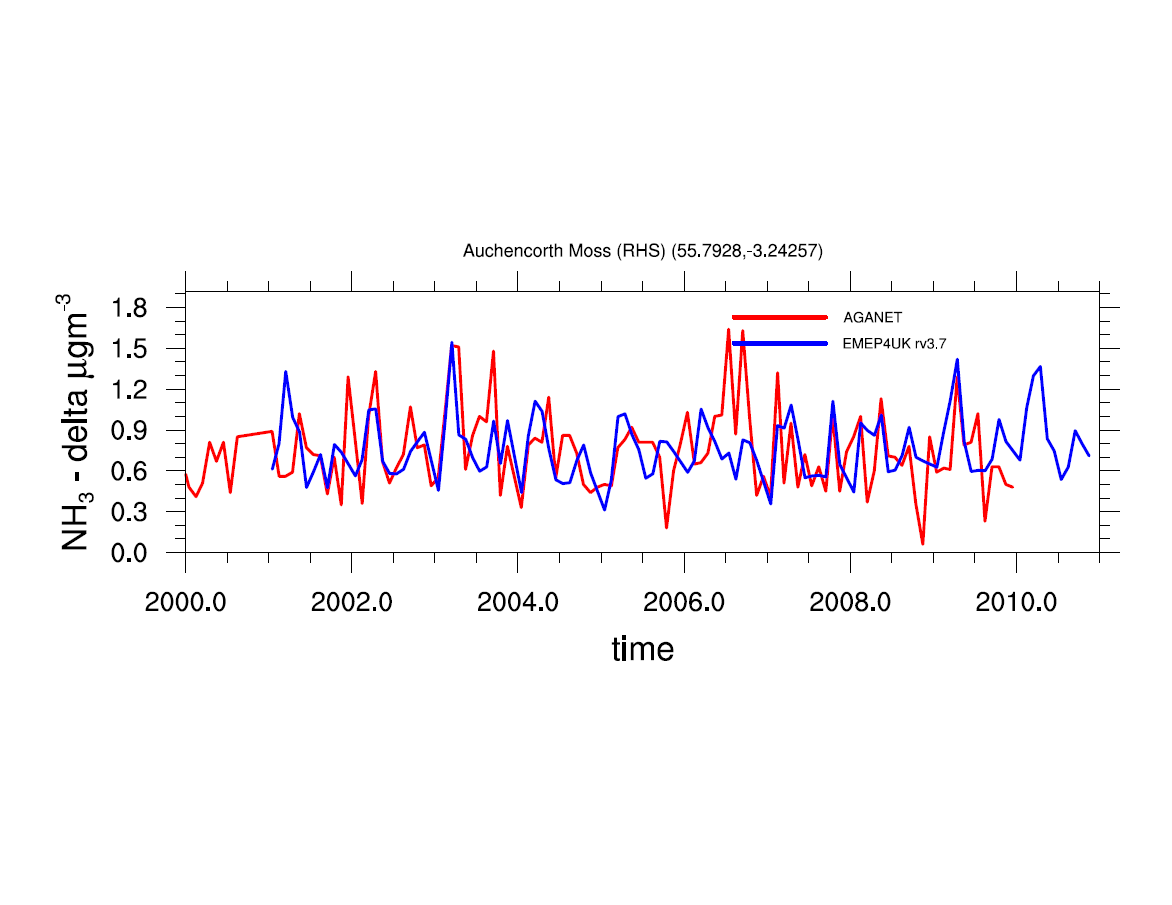 Auchencorth Moss (RHS) (55.7928,-3.24257)
NH3 - delta µgm-3
1.8
1.5
1.2
0.9
0.6
0.3
0.0
AGANET
EMEP4UK rv3.7
2000.0 2002.0 2004.0 2006.0 2008.0 2010.0
time